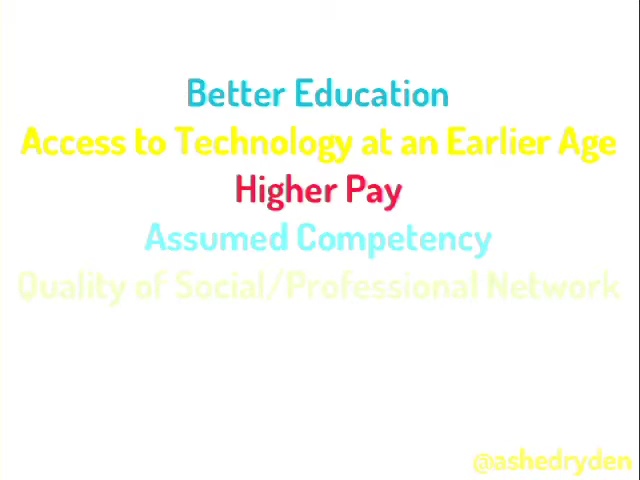 Better Education
Access to Technology at an Earlier Age
Higher Pay
Assumed Competency
Quality of Social/Professional Network
@ashedryden